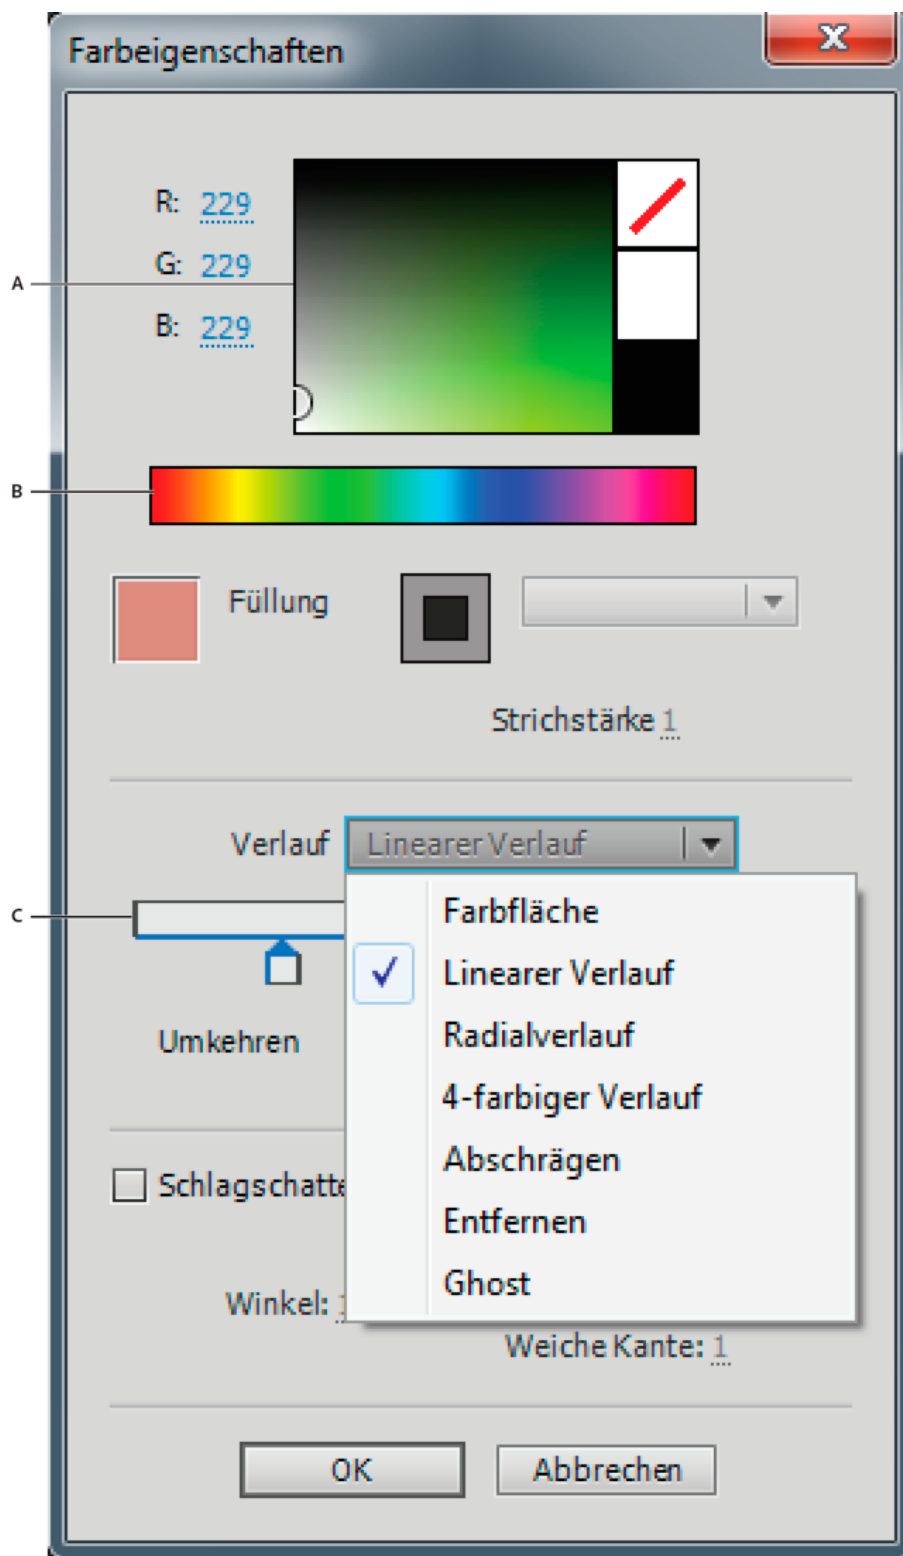 Farbeigenschaften
R: 229
G: 229
A
B: 229
B
Füllung
Strichstärke 1
Verlauf Linearer Verlauf
C
Farbfläche
Linearer Verlauf
Radialverlauf
Umkehren
4-farbiger Verlauf
Abschrägen
Schlagschatte
Entfernen
Ghost
Winkel:
Weiche Kante: 1
OK Abbrechen